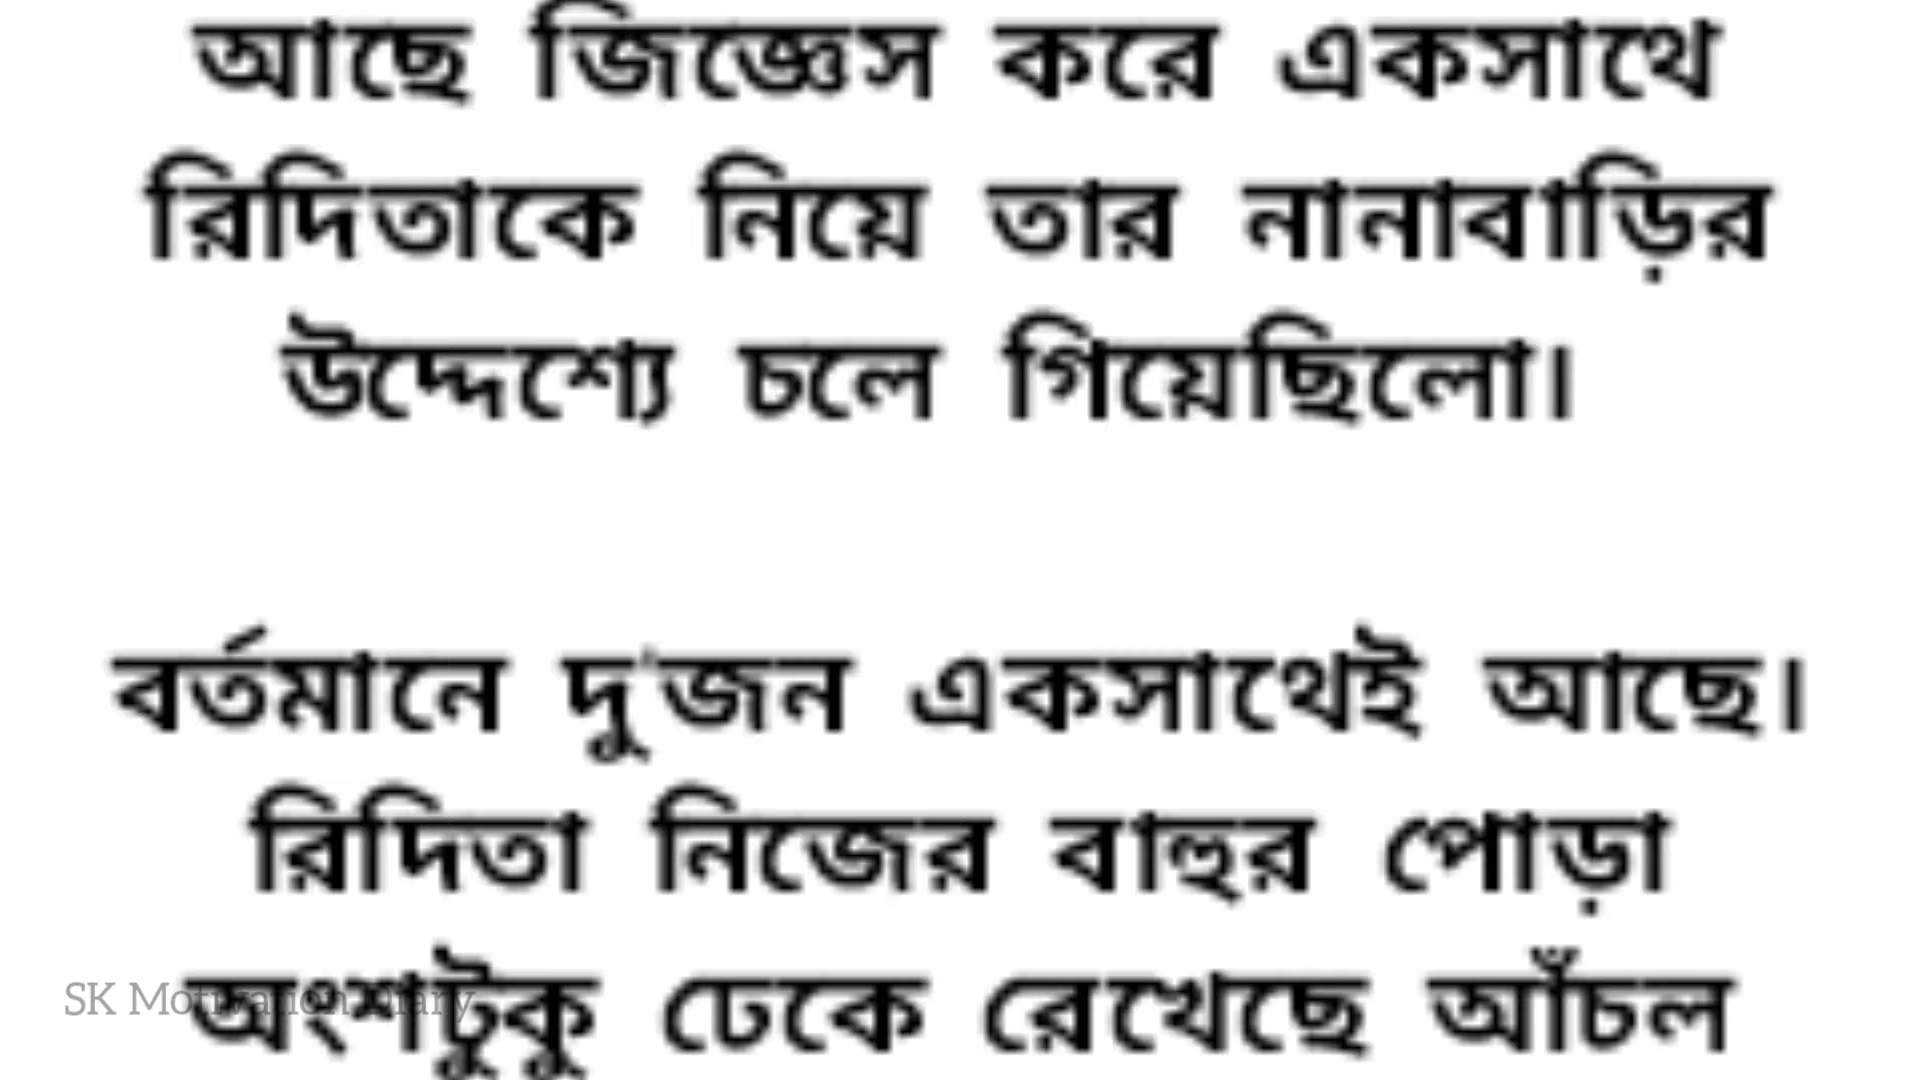 আছে জিজ্ঞেস করে একসাথে
রিদিতাকে নিয়ে তার নানাবাড়ির
উদ্দেশ্যে চলে গিয়েছিলো।
বর্তমানে দু'জন একসাথেই আছে।
রিদিতা নিজের বাহুর পোড়া
অংশটুকু ঢেকে রেখেছে আঁচল
SK Motivation Diary